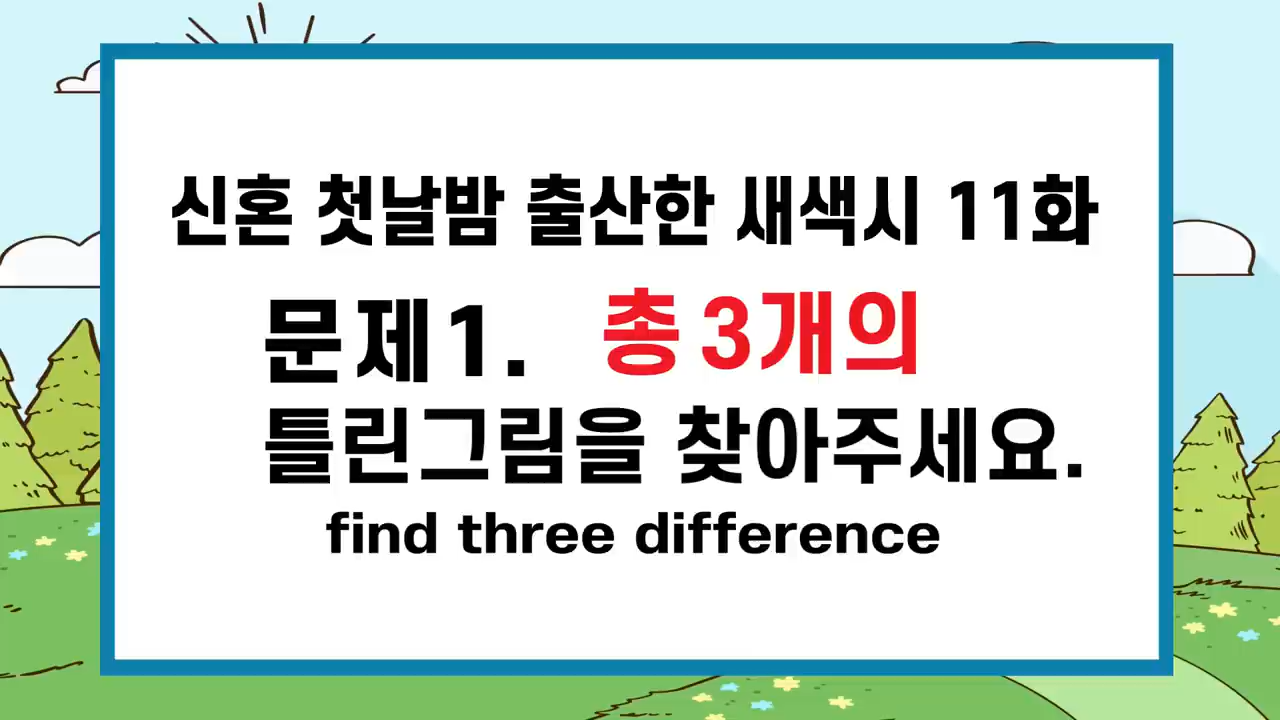 신혼 첫날밤 출산한 새색시 11화
문제1. 총3개의
틀린그림을 찾아주세요.
find three difference